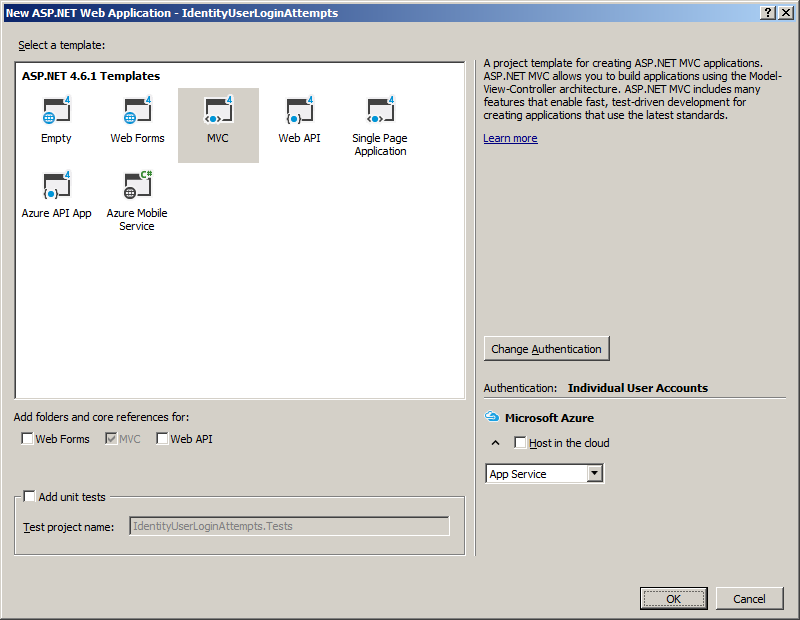 New ASP.NET Web Application - IdentityUserLoginAttempts
Select a template:
ASP.NET 4.6.1 Templates
4
Empty
4
Web Forms
4
MVC
4
Web API
4
Single Page
Application
4
Azure API App
C#
Azure Mobile
Service
A project template for creating ASP.NET MVC applications.
ASP.NET MVC allows you to build applications using the Model-
View-Controller architecture. ASP.NET MVC includes many
features that enable fast, test-driven development for
creating applications that use the latest standards.
Learn more
Change Authentication
Authentication: Individual User Accounts
Microsoft Azure
Host in the cloud
App Service
Add folders and core references for:
Web Forms MVC Web API
Add unit tests
Test project name: IdentityUserLoginAttempts.Tests
OK Cancel